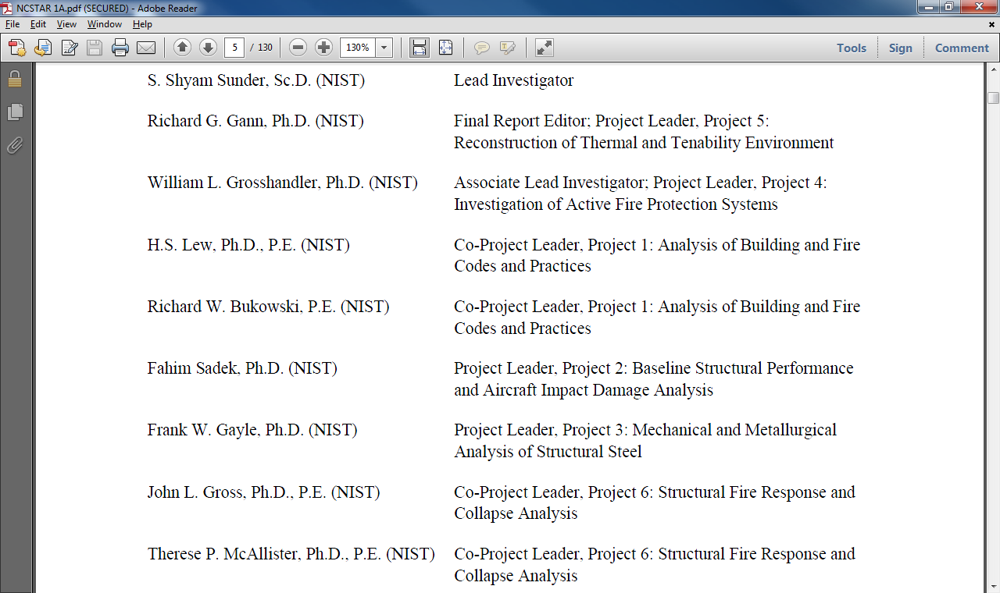 NCSTAR 1A.pdf (SECURED) - Adobe Reader
File Edit View Window Help
5 / 130 130% Tools Sign Comment
S. Shyam Sunder, Sc.D. (NIST) Lead Investigator
Richard G. Gann, Ph.D. (NIST) Final Report Editor; Project Leader, Project 5:
Reconstruction of Thermal and Tenability Environment
William L. Grosshandler, Ph.D. (NIST) Associate Lead Investigator; Project Leader, Project 4:
Investigation of Active Fire Protection Systems
H.S. Lew, Ph.D., P.E. (NIST) Co-Project Leader, Project 1: Analysis of Building and Fire
Codes and Practices
Richard W. Bukowski, P.E. (NIST) Co-Project Leader, Project 1: Analysis of Building and Fire
Codes and Practices
Fahim Sadek, Ph.D. (NIST) Project Leader, Project 2: Baseline Structural Performance
and Aircraft Impact Damage Analysis
Frank W. Gayle, Ph.D. (NIST) Project Leader, Project 3: Mechanical and Metallurgical
Analysis of Structural Steel
John L. Gross, Ph.D., P.E. (NIST) Co-Project Leader, Project 6: Structural Fire Response and
Collapse Analysis
Therese P. McAllister, Ph.D., P.E. (NIST) Co-Project Leader, Project 6: Structural Fire Response and
Collapse Analysis